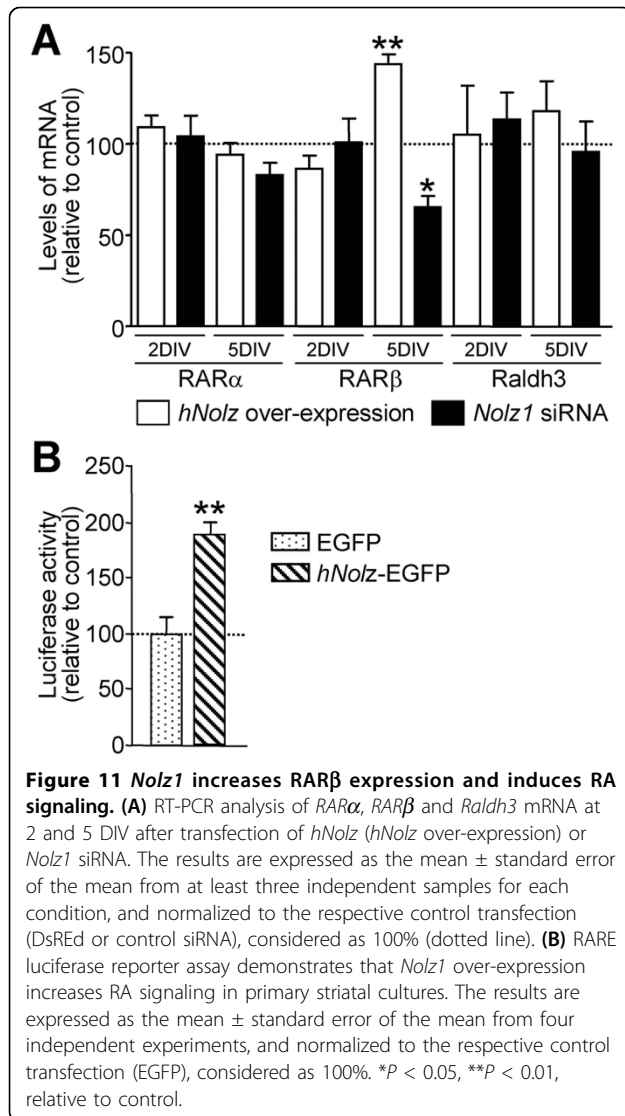 A
Levels of mRNA
(relative to control)
150
100
50
0
**
*
2DIV 5DIV 2DIV 5DIV 2DIV 5DIV
RARα RARβ Raldh3
hNolz over-expression Nolz1 siRNA
B
Luciferase activity
(relative to control)
250
200
150
100
50
0
**
EGFP
hNolz-EGFP
Figure 11 Nolz1 increases RARβ expression and induces RA
signaling. (A) RT-PCR analysis of RARα, RARβ and Raldh3 mRNA at
2 and 5 DIV after transfection of hNolz (hNolz over-expression) or
Nolz1 siRNA. The results are expressed as the mean ± standard error
of the mean from at least three independent samples for each
condition, and normalized to the respective control transfection
(DsREd or control siRNA), considered as 100% (dotted line). (B) RARE
luciferase reporter assay demonstrates that Nolz1 over-expression
increases RA signaling in primary striatal cultures. The results are
expressed as the mean ± standard error of the mean from four
independent experiments, and normalized to the respective control
transfection (EGFP), considered as 100%. *P < 0.05, **P < 0.01,
relative to control.